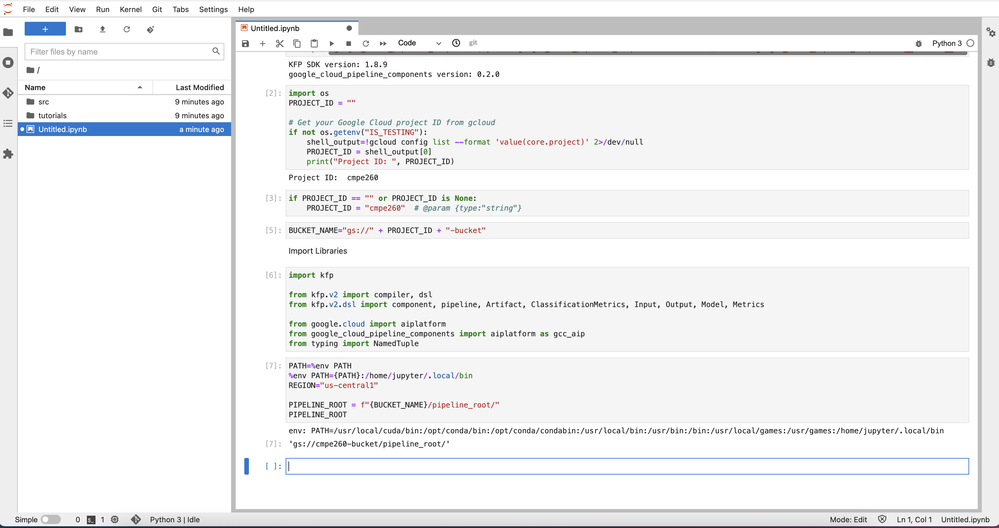 File Edit View Run Kernel Git Tabs Settings Help
+
Filter files by name
/
Name Last Modified
src 9 minutes ago
tutorials 9 minutes ago
Untitled.ipynb a minute ago
Untitled.ipynb
Code git Python 3
KFP SDK version: 1.8.9
google_cloud_pipeline_components version: 0.2.0
[2]: import os
PROJECT_ID = ""
# Get your Google Cloud project ID from gcloud
if not os.getenv("IS_TESTING"):
    shell_output=!gcloud config list --format 'value(core.project)' 2>/dev/null
    PROJECT_ID = shell_output[0]
    print("Project ID: ", PROJECT_ID)
Project ID:  cmpe260
[3]: if PROJECT_ID == "" or PROJECT_ID is None:
    PROJECT_ID = "cmpe260"  # @param {type:"string"}
[5]: BUCKET_NAME="gs://" + PROJECT_ID + "-bucket"
Import Libraries
[6]: import kfp
from kfp.v2 import compiler, dsl
from kfp.v2.dsl import component, pipeline, Artifact, ClassificationMetrics, Input, Output, Model, Metrics
from google.cloud import aiplatform
from google_cloud_pipeline_components import aiplatform as gcc_aip
from typing import NamedTuple
[7]: PATH=%env PATH
%env PATH={PATH}:/home/jupyter/.local/bin
REGION="us-central1"
PIPELINE_ROOT = f"{BUCKET_NAME}/pipeline_root/"
PIPELINE_ROOT
env: PATH=/usr/local/cuda/bin:/opt/conda/bin:/opt/conda/condabin:/usr/local/bin:/usr/bin:/bin:/usr/local/games:/usr/games:/home/jupyter/.local/bin
[7]: 'gs://cmpe260-bucket/pipeline_root/'
[ ]:
Simple 0 $_ 1 Python 3 | Idle Mode: Edit Ln 1, Col 1 Untitled.ipynb